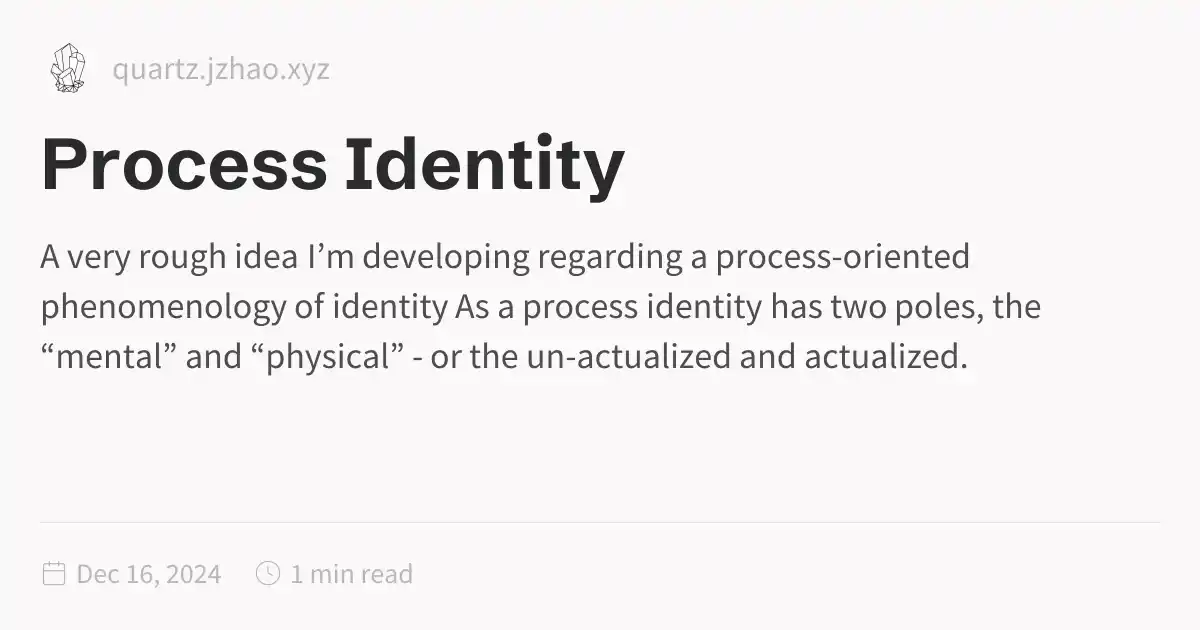 quartz.jzhao.xyz
Process Identity
A very rough idea I’m developing regarding a process-oriented
phenomenology of identity As a process identity has two poles, the
“mental” and “physical” - or the un-actualized and actualized.
Dec 16, 2024 1 min read